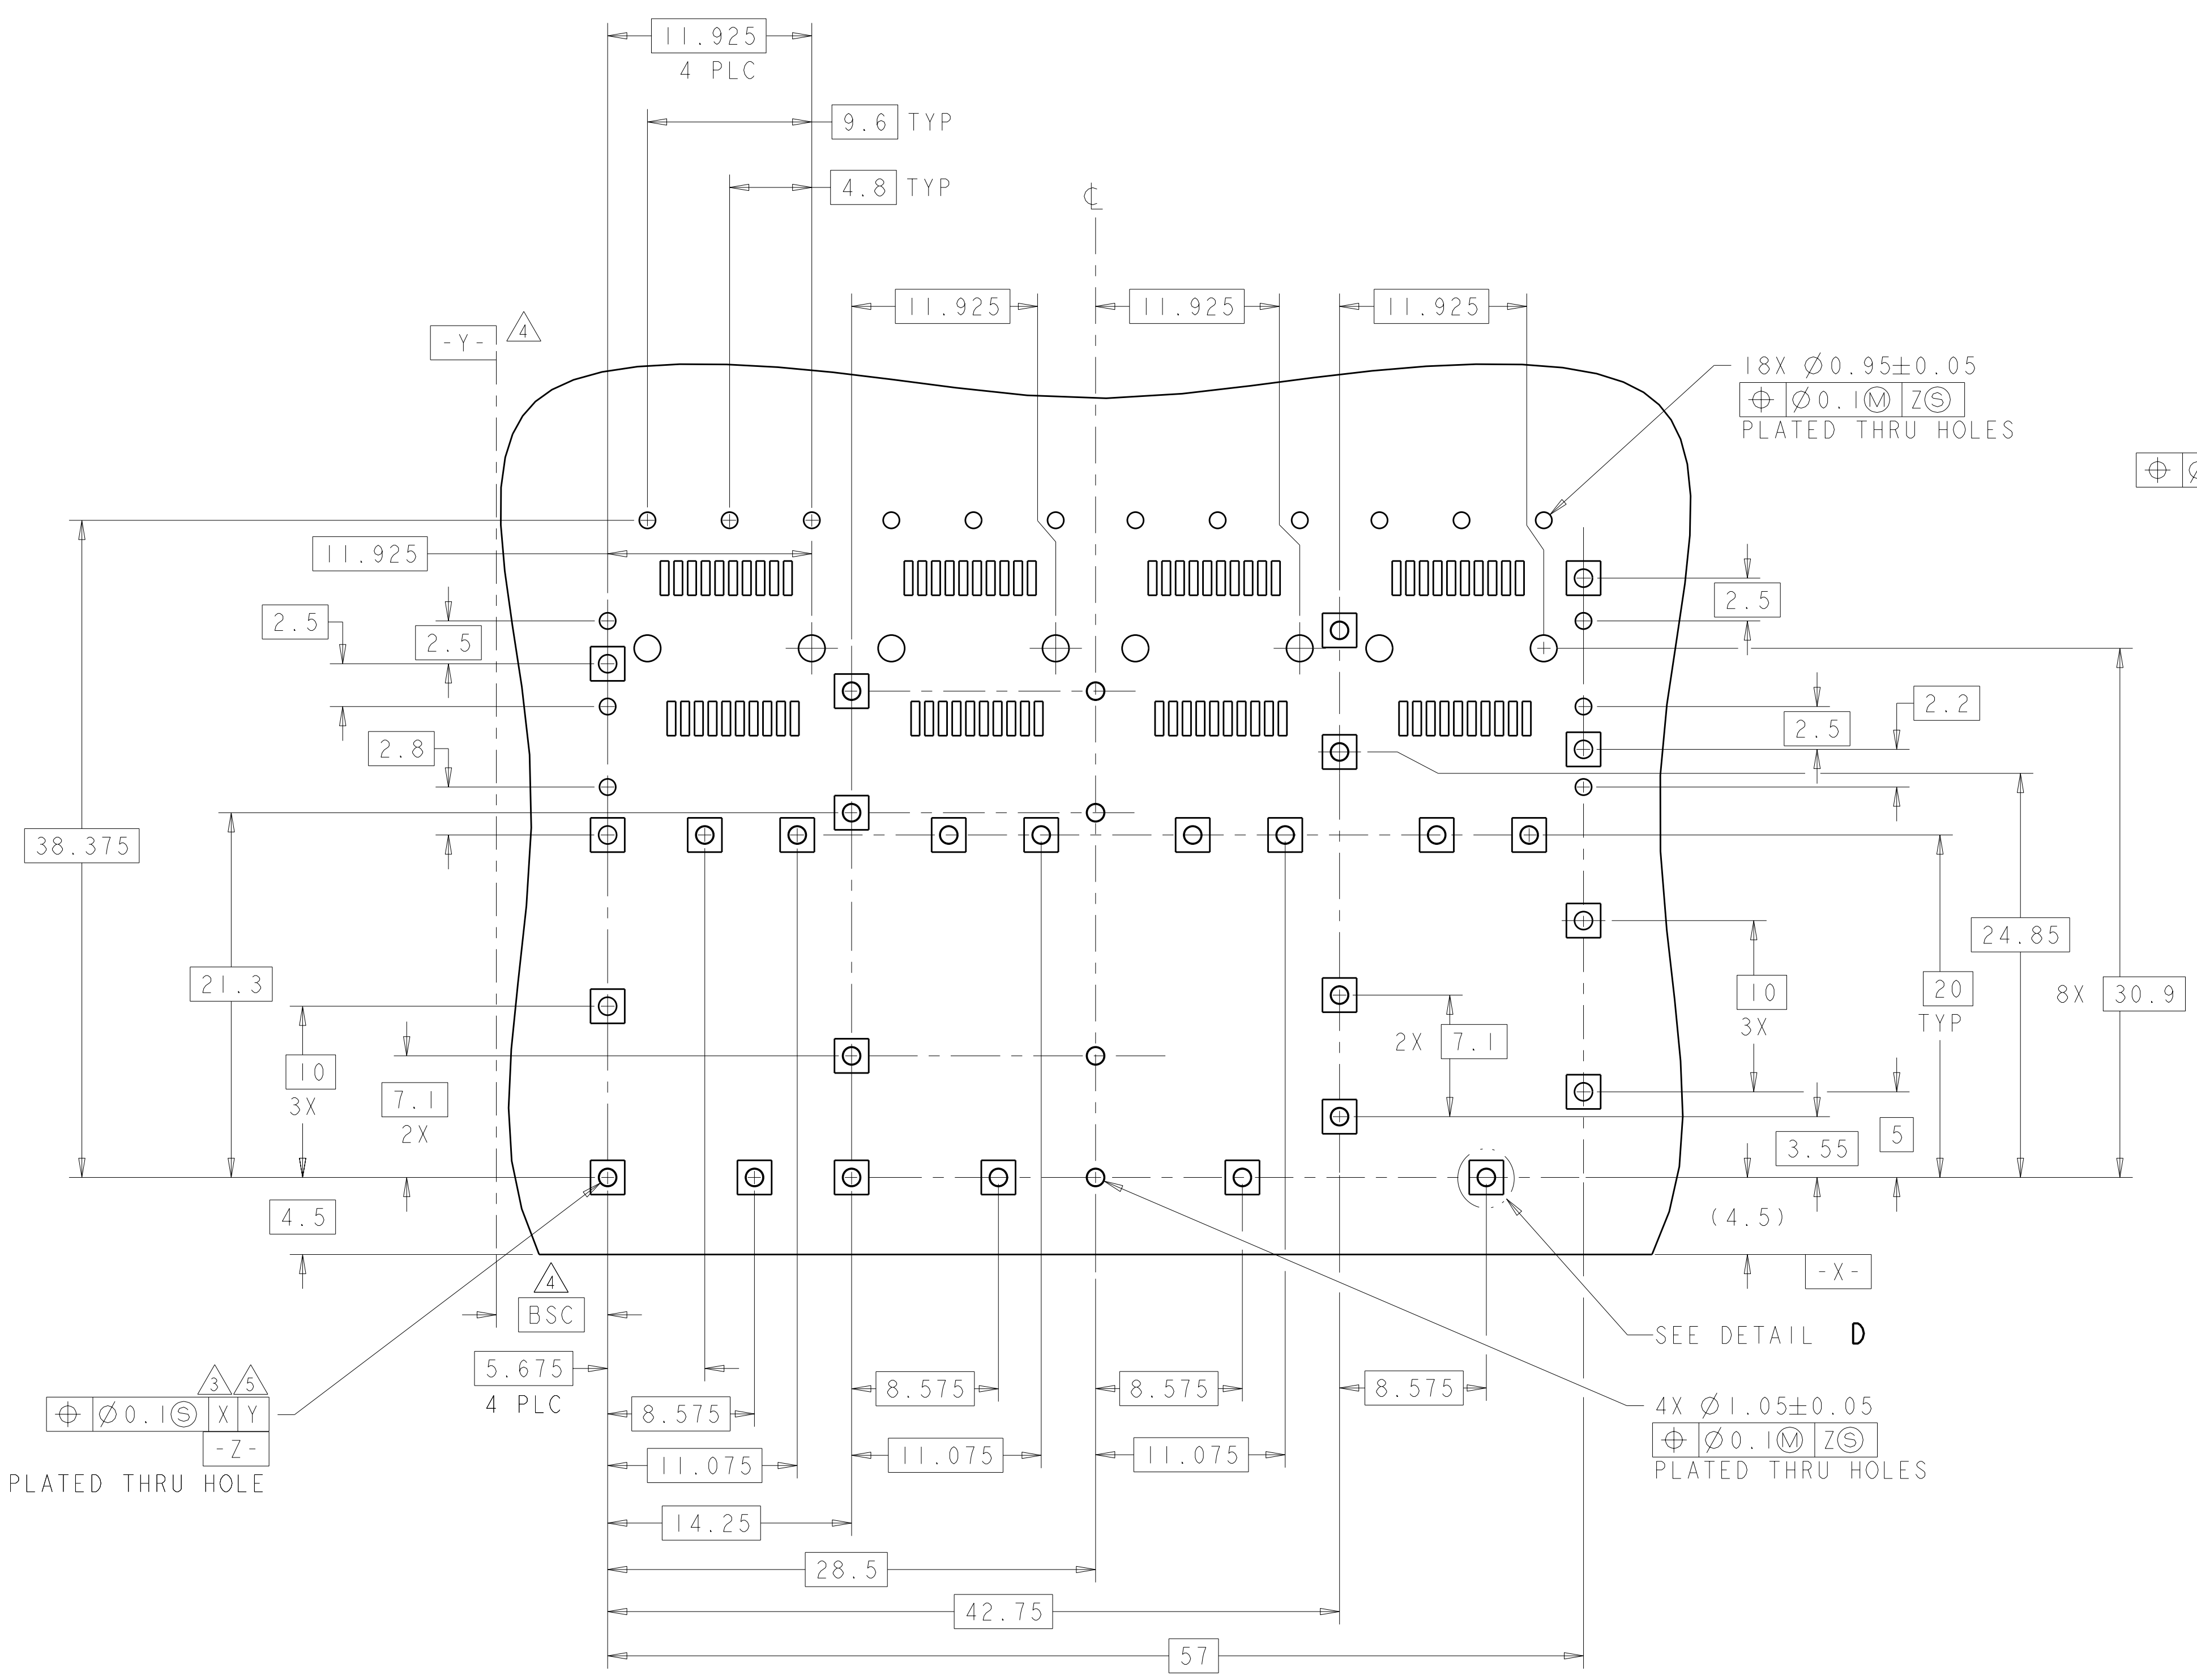 11.925
4 PLC
9.6 TYP
4.8 TYP
℄
11.925
11.925
11.925
-Y-
4
18X Ø0.95±0.05
⌖ Ø0.1Ⓜ ZⓈ
PLATED THRU HOLES
⌖
11.925
2.5
2.5
2.5
2.2
2.5
2.8
38.375
24.85
21.3
10
3X
20
TYP
8X 30.9
2X 7.1
10
3X
7.1
2X
5
3.55
4.5
(4.5)
-X-
4
BSC
SEE DETAIL D
5.675
4 PLC
8.575
8.575
8.575
8.575
3 5
⌖ Ø0.1Ⓢ X Y
-Z-
PLATED THRU HOLE
4X Ø1.05±0.05
⌖ Ø0.1Ⓜ ZⓈ
PLATED THRU HOLES
11.075
11.075
11.075
14.25
28.5
42.75
57